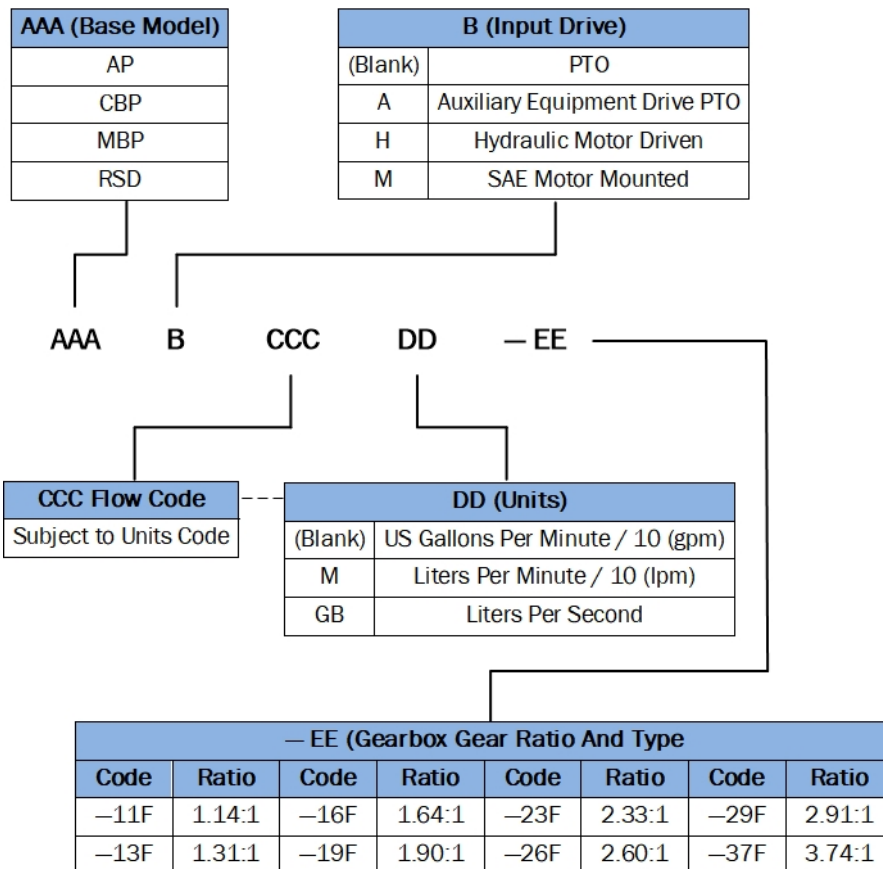 AAA (Base Model)
AP
CBP
MBP
RSD
B (Input Drive)
(Blank) PTO
A Auxiliary Equipment Drive PTO
H Hydraulic Motor Driven
M SAE Motor Mounted
AAA B CCC DD — EE
CCC Flow Code
Subject to Units Code
DD (Units)
(Blank) US Gallons Per Minute / 10 (gpm)
M Liters Per Minute / 10 (lpm)
GB Liters Per Second
— EE (Gearbox Gear Ratio And Type
Code Ratio Code Ratio Code Ratio Code Ratio
—11F 1.14:1 —16F 1.64:1 —23F 2.33:1 —29F 2.91:1
—13F 1.31:1 —19F 1.90:1 —26F 2.60:1 —37F 3.74:1